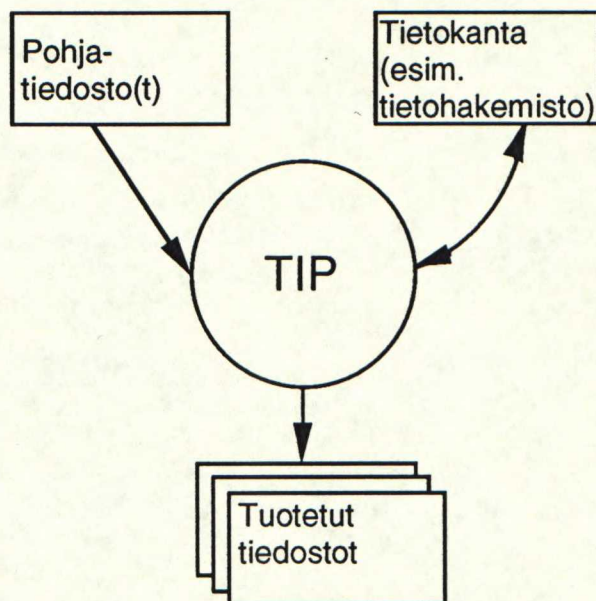 Pohja-
tiedosto(t)
Tietokanta
(esim.
tietohakemisto)
TIP
Tuotetut
tiedostot